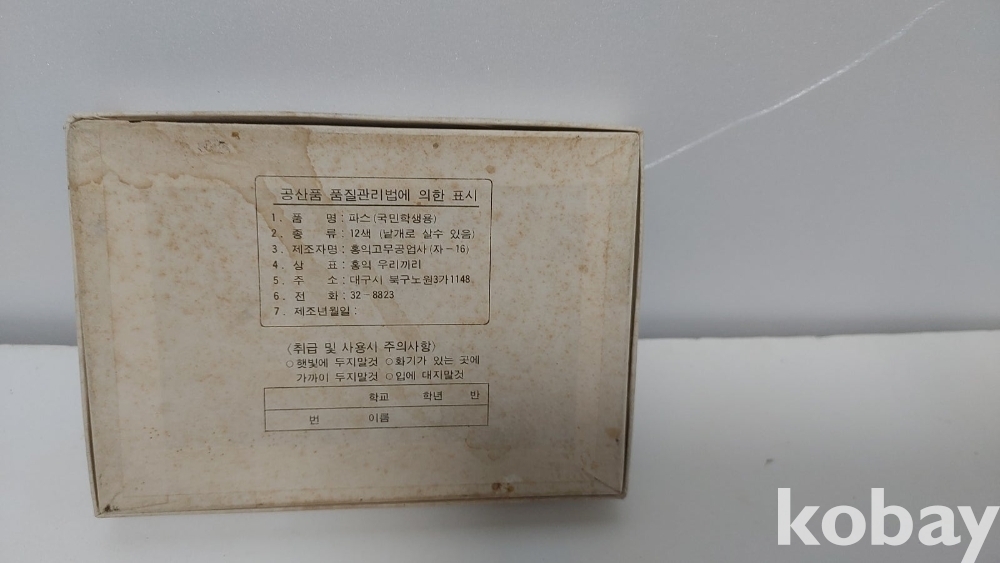 공산품 품질관리법에 의한 표시
1. 품 명 : 파스 (국민학생용)
2. 종 류 : 12색 (낱개로 살수 있음)
3. 제조자명 : 홍익고무공업사 (자-16)
4. 상 표 : 홍익 우리끼리
5. 주 소 : 대구시 북구노원3가1148
6. 전 화 : 32-8823
7. 제조년월일 :
〈취급 및 사용시 주의사항〉
○햇빛에 두지말것 ○화기가 있는 곳에
가까이 두지말것 ○입에 대지말것
학교 학년 반
번 이름
kobay